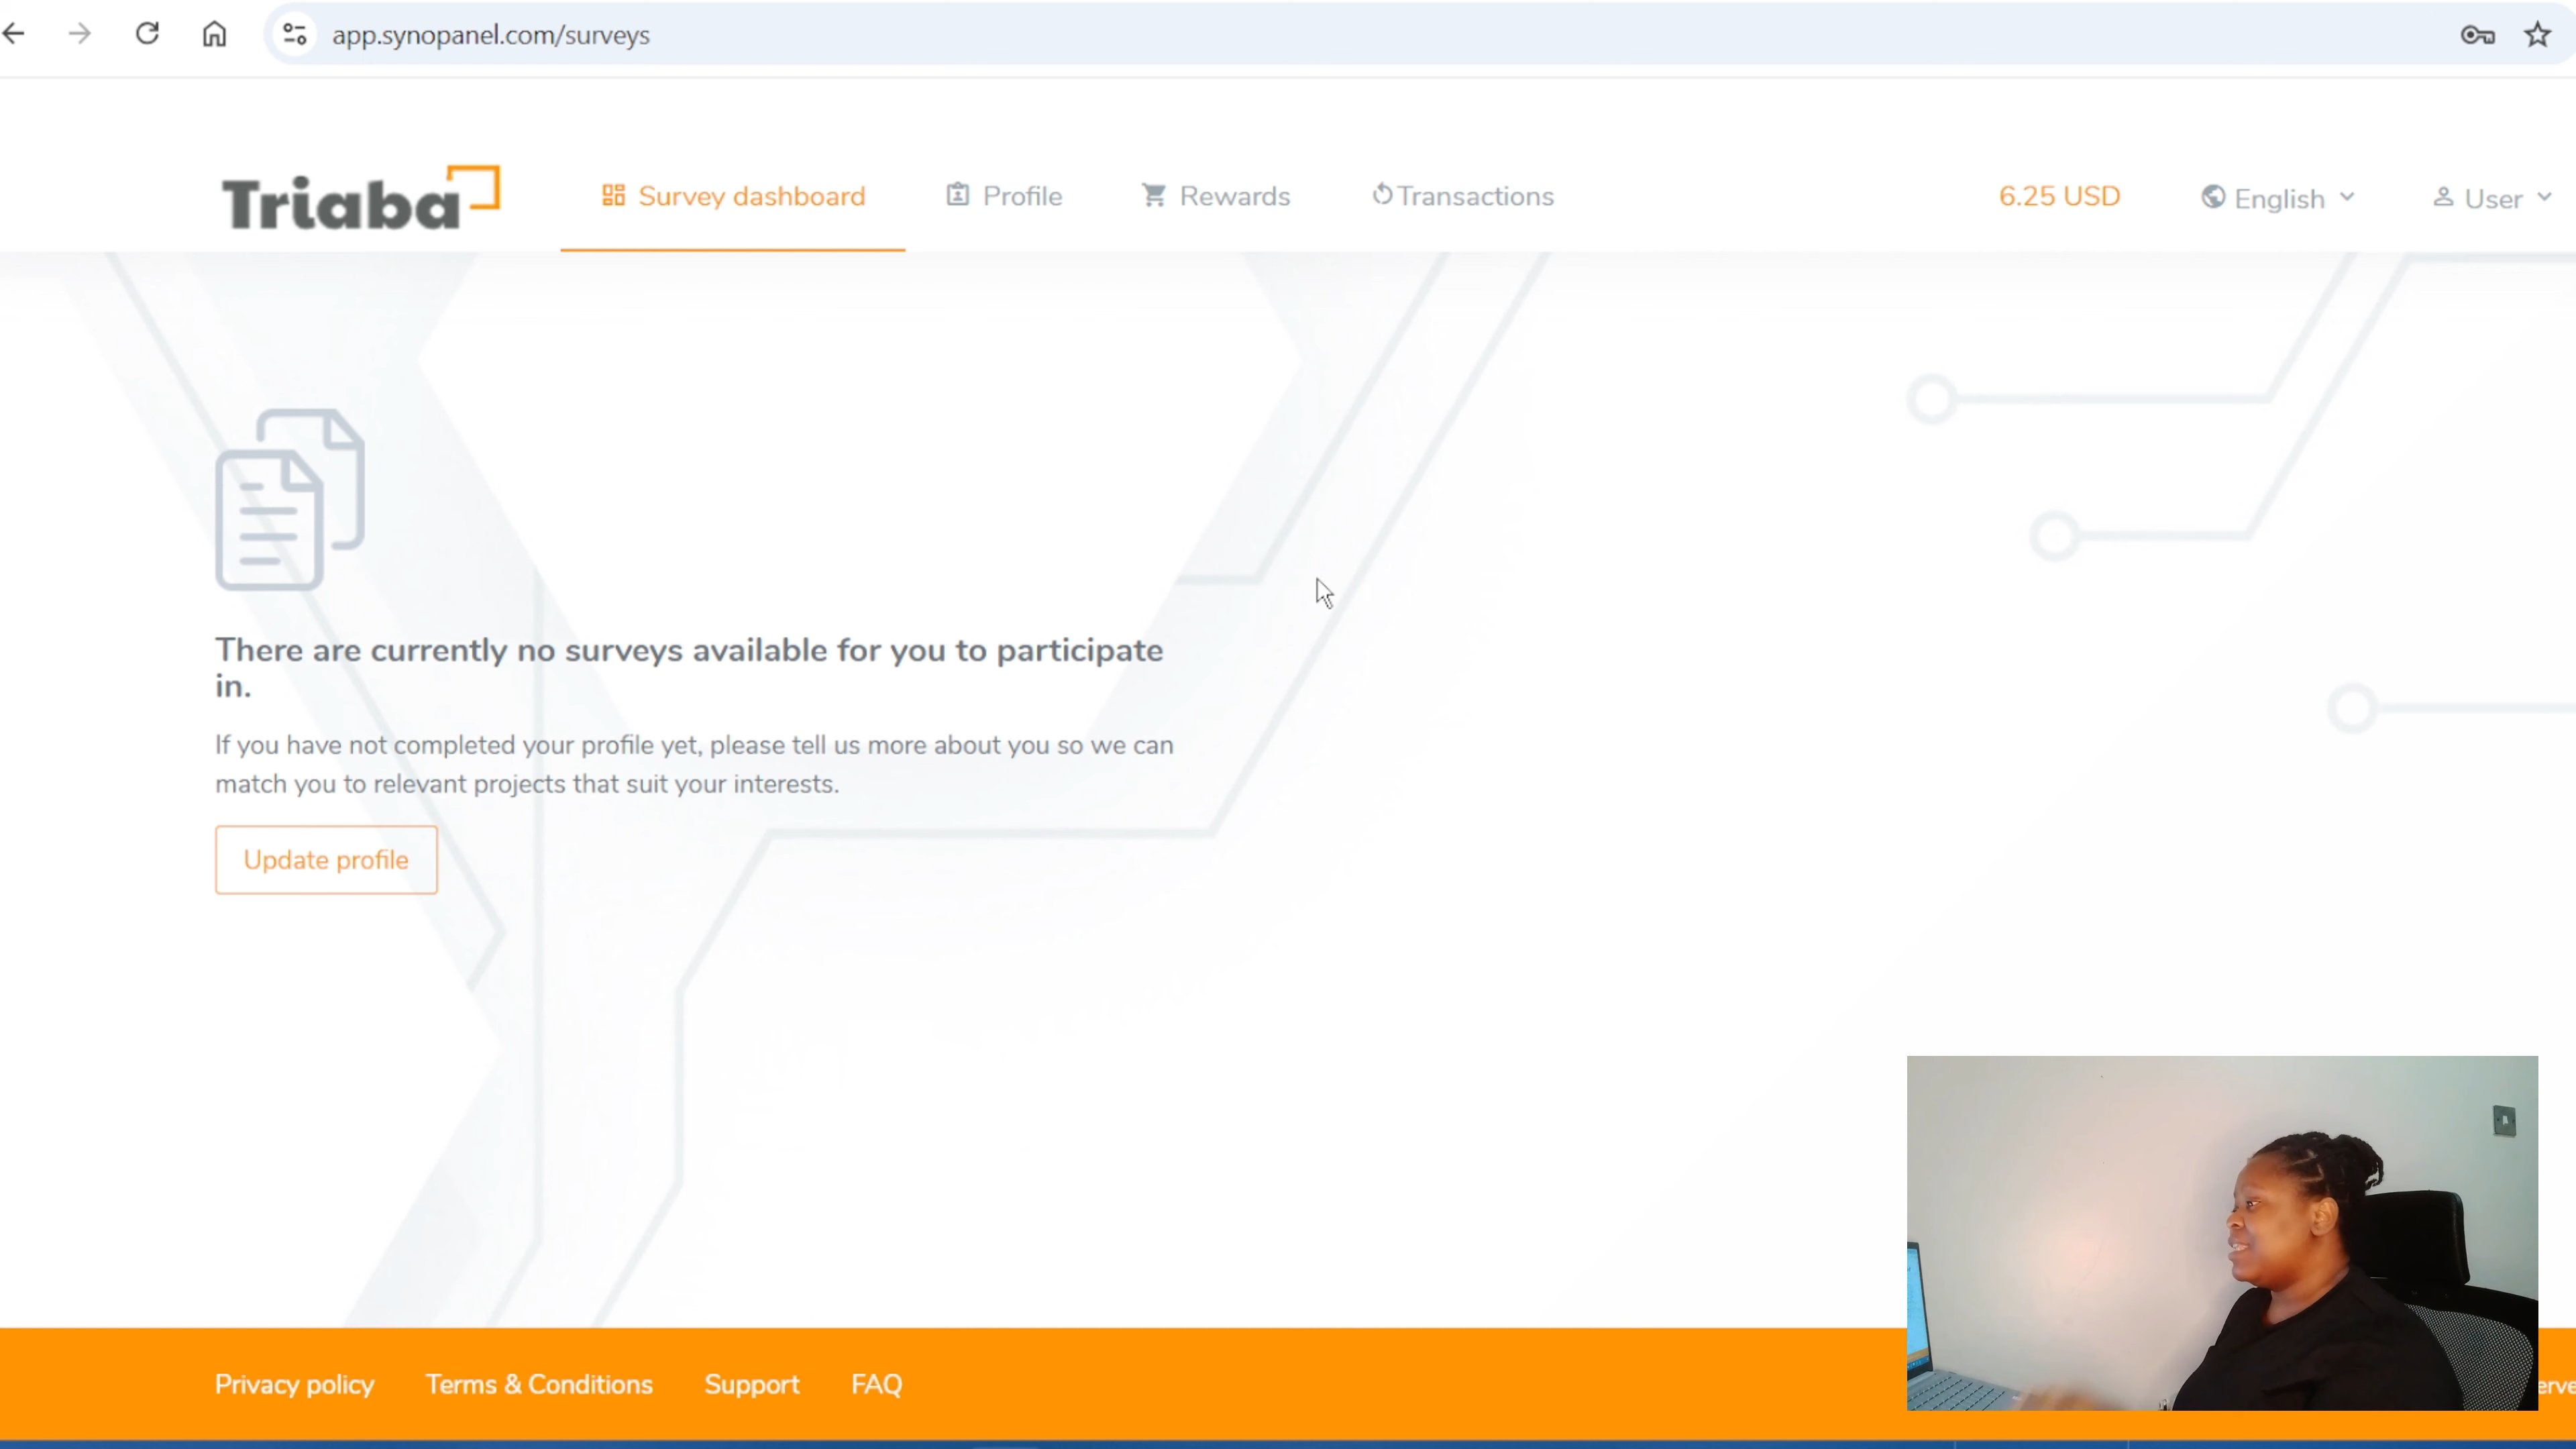 app.synopanel.com/surveys
Triaba
Survey dashboard
Profile
Rewards
Transactions
6.25 USD
English
User
There are currently no surveys available for you to participate
in.
If you have not completed your profile yet, please tell us more about you so we can
match you to relevant projects that suit your interests.
Update profile
Privacy policy
Terms & Conditions
Support
FAQ